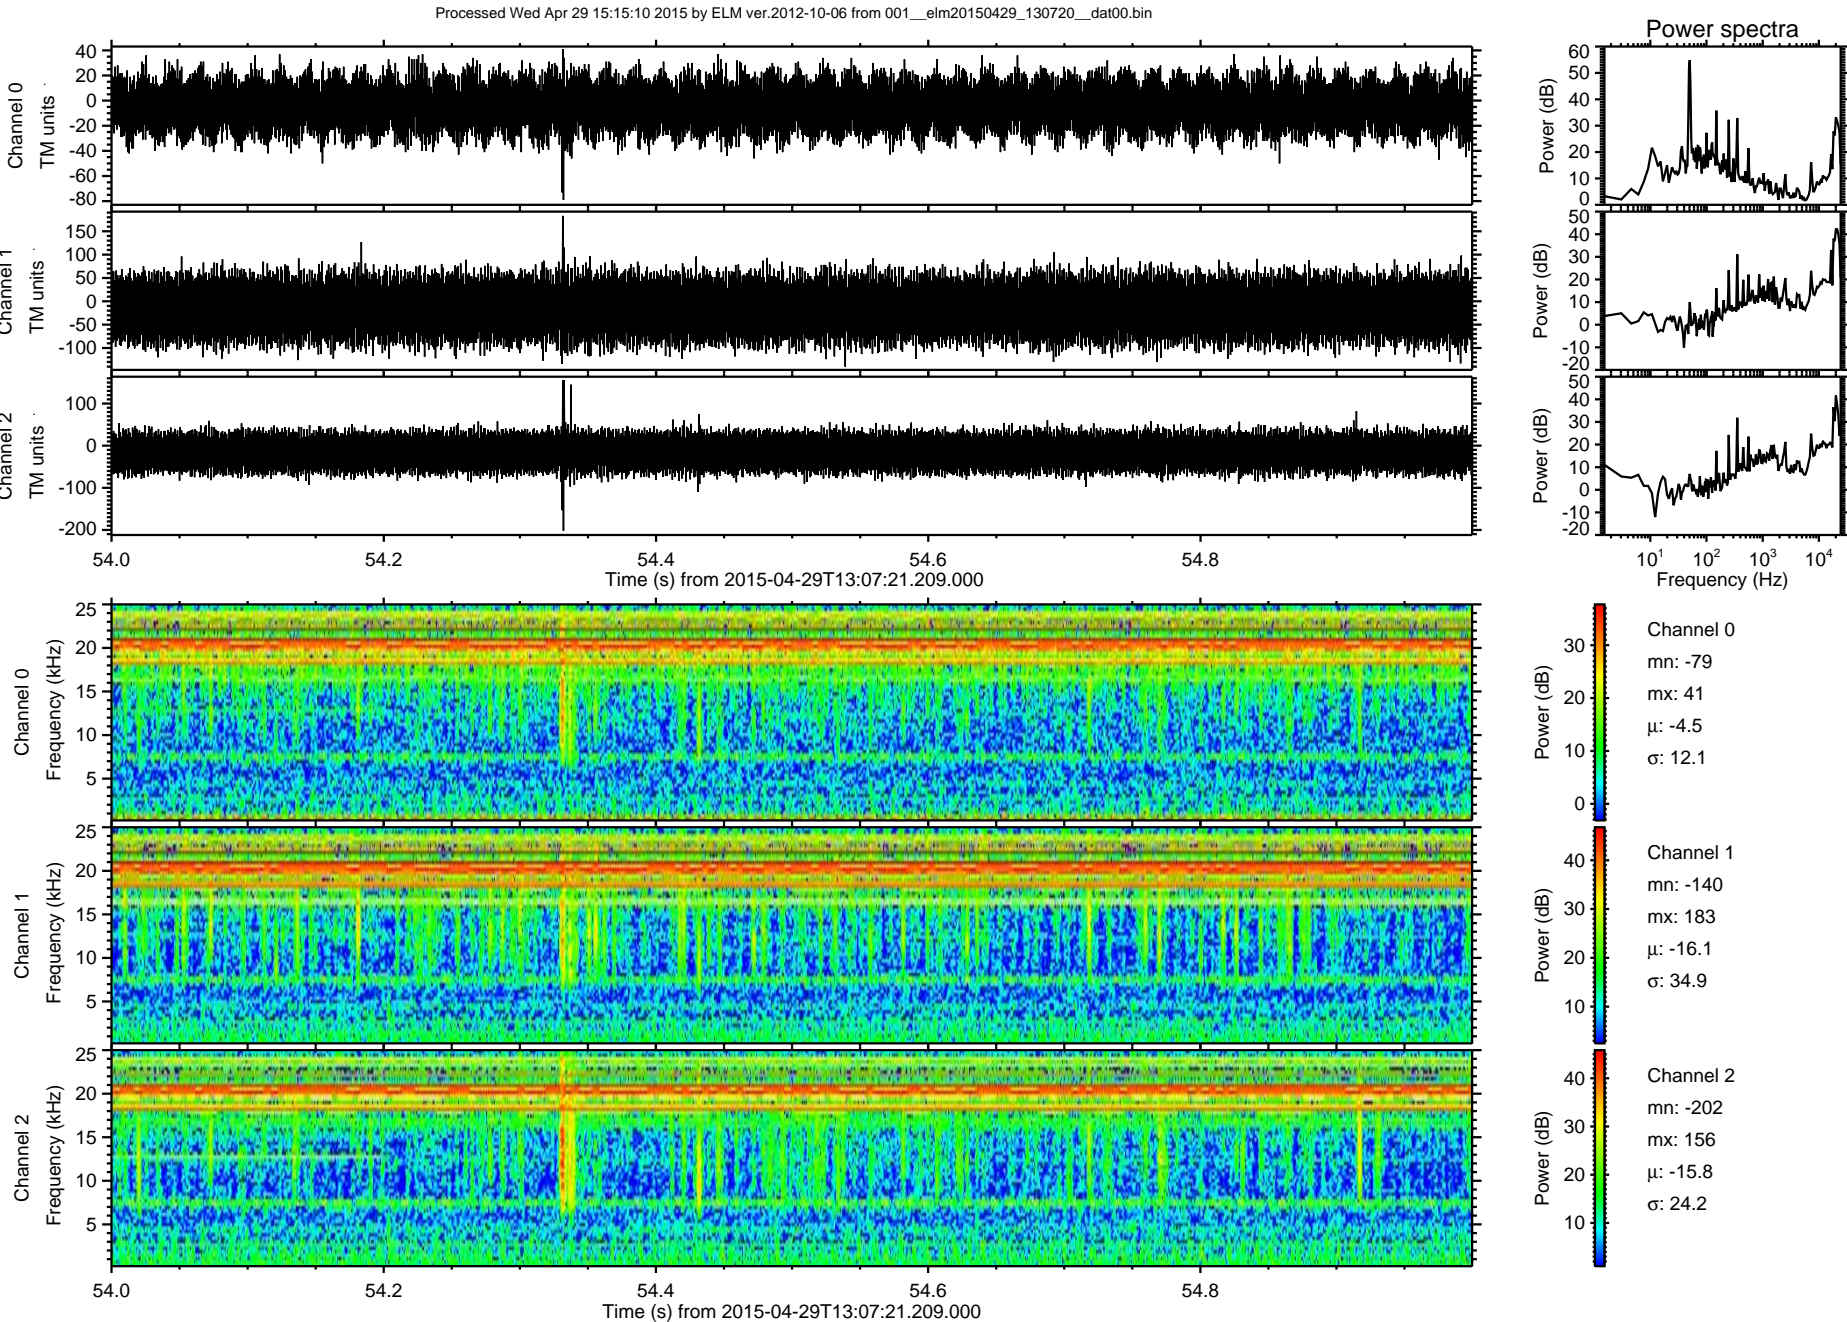 Processed Wed Apr 29 15:15:10 2015 by ELM ver.2012-10-06 from 001__elm20150429_130720__dat00.bin
Power spectra
Channel 0
TM units
40
20
0
-20
-40
-60
-80
Power (dB)
60
50
40
30
20
10
0
Channel 1
TM units
150
100
50
0
-50
-100
Power (dB)
50
40
30
20
10
0
-10
-20
Channel 2
TM units
100
0
-100
-200
Power (dB)
50
40
30
20
10
0
-10
-20
54.0 54.2 54.4 54.6 54.8
Time (s) from 2015-04-29T13:07:21.209.000
10¹ 10² 10³ 10⁴
Frequency (Hz)
Channel 0
Frequency (kHz)
25
20
15
10
5
Power (dB)
30
20
10
0
Channel 0
mn: -79
mx: 41
μ: -4.5
σ: 12.1
Channel 1
Frequency (kHz)
25
20
15
10
5
Power (dB)
40
30
20
10
Channel 1
mn: -140
mx: 183
μ: -16.1
σ: 34.9
Channel 2
Frequency (kHz)
25
20
15
10
5
Power (dB)
40
30
20
10
Channel 2
mn: -202
mx: 156
μ: -15.8
σ: 24.2
54.0 54.2 54.4 54.6 54.8
Time (s) from 2015-04-29T13:07:21.209.000